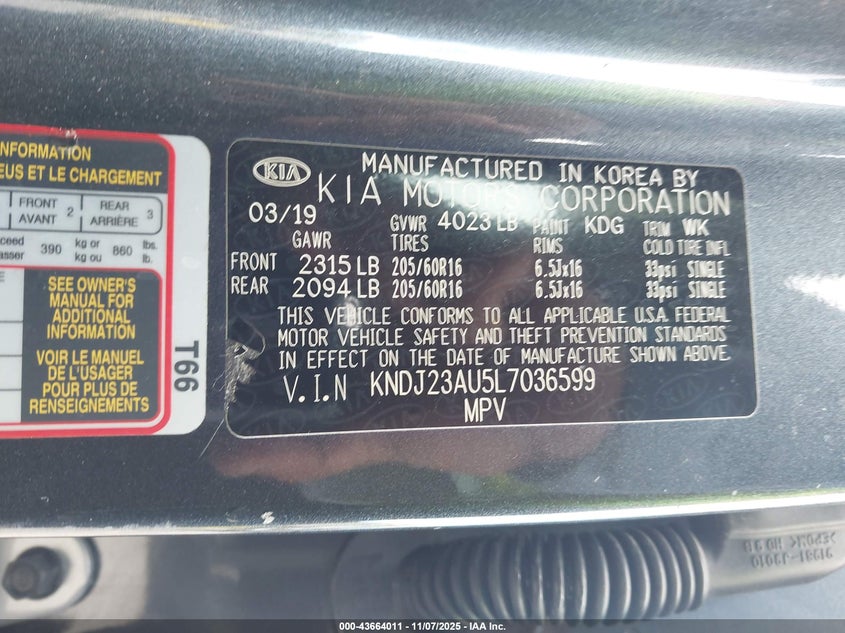 NFORMATION
EUS ET LE CHARGEMENT
FRONT 2 REAR 3
AVANT ARRIÈRE
390 kg or 860 lbs.
kg ou lb.
SEE OWNER'S
MANUAL FOR
ADDITIONAL
INFORMATION
VOIR LE MANUEL
DE L'USAGER
POUR PLUS DE
RENSEIGNEMENTS
T66
KIA MANUFACTURED IN KOREA BY
KIA MOTORS CORPORATION
03/19 GVWR 4023 LB PAINT KDG TRIM WK
GAWR TIRES RIMS COLD TIRE INFL
FRONT 2315 LB 205/60R16 6.5Jx16 33psi SINGLE
REAR 2094 LB 205/60R16 6.5Jx16 33psi SINGLE
THIS VEHICLE CONFORMS TO ALL APPLICABLE U.S.A. FEDERAL
MOTOR VEHICLE SAFETY AND THEFT PREVENTION STANDARDS
IN EFFECT ON THE DATE OF MANUFACTURE SHOWN ABOVE.
V.I.N KNDJ23AU5L7036599
MPV
91981-J9010
000-43664011 - 11/07/2025 - IAA Inc.